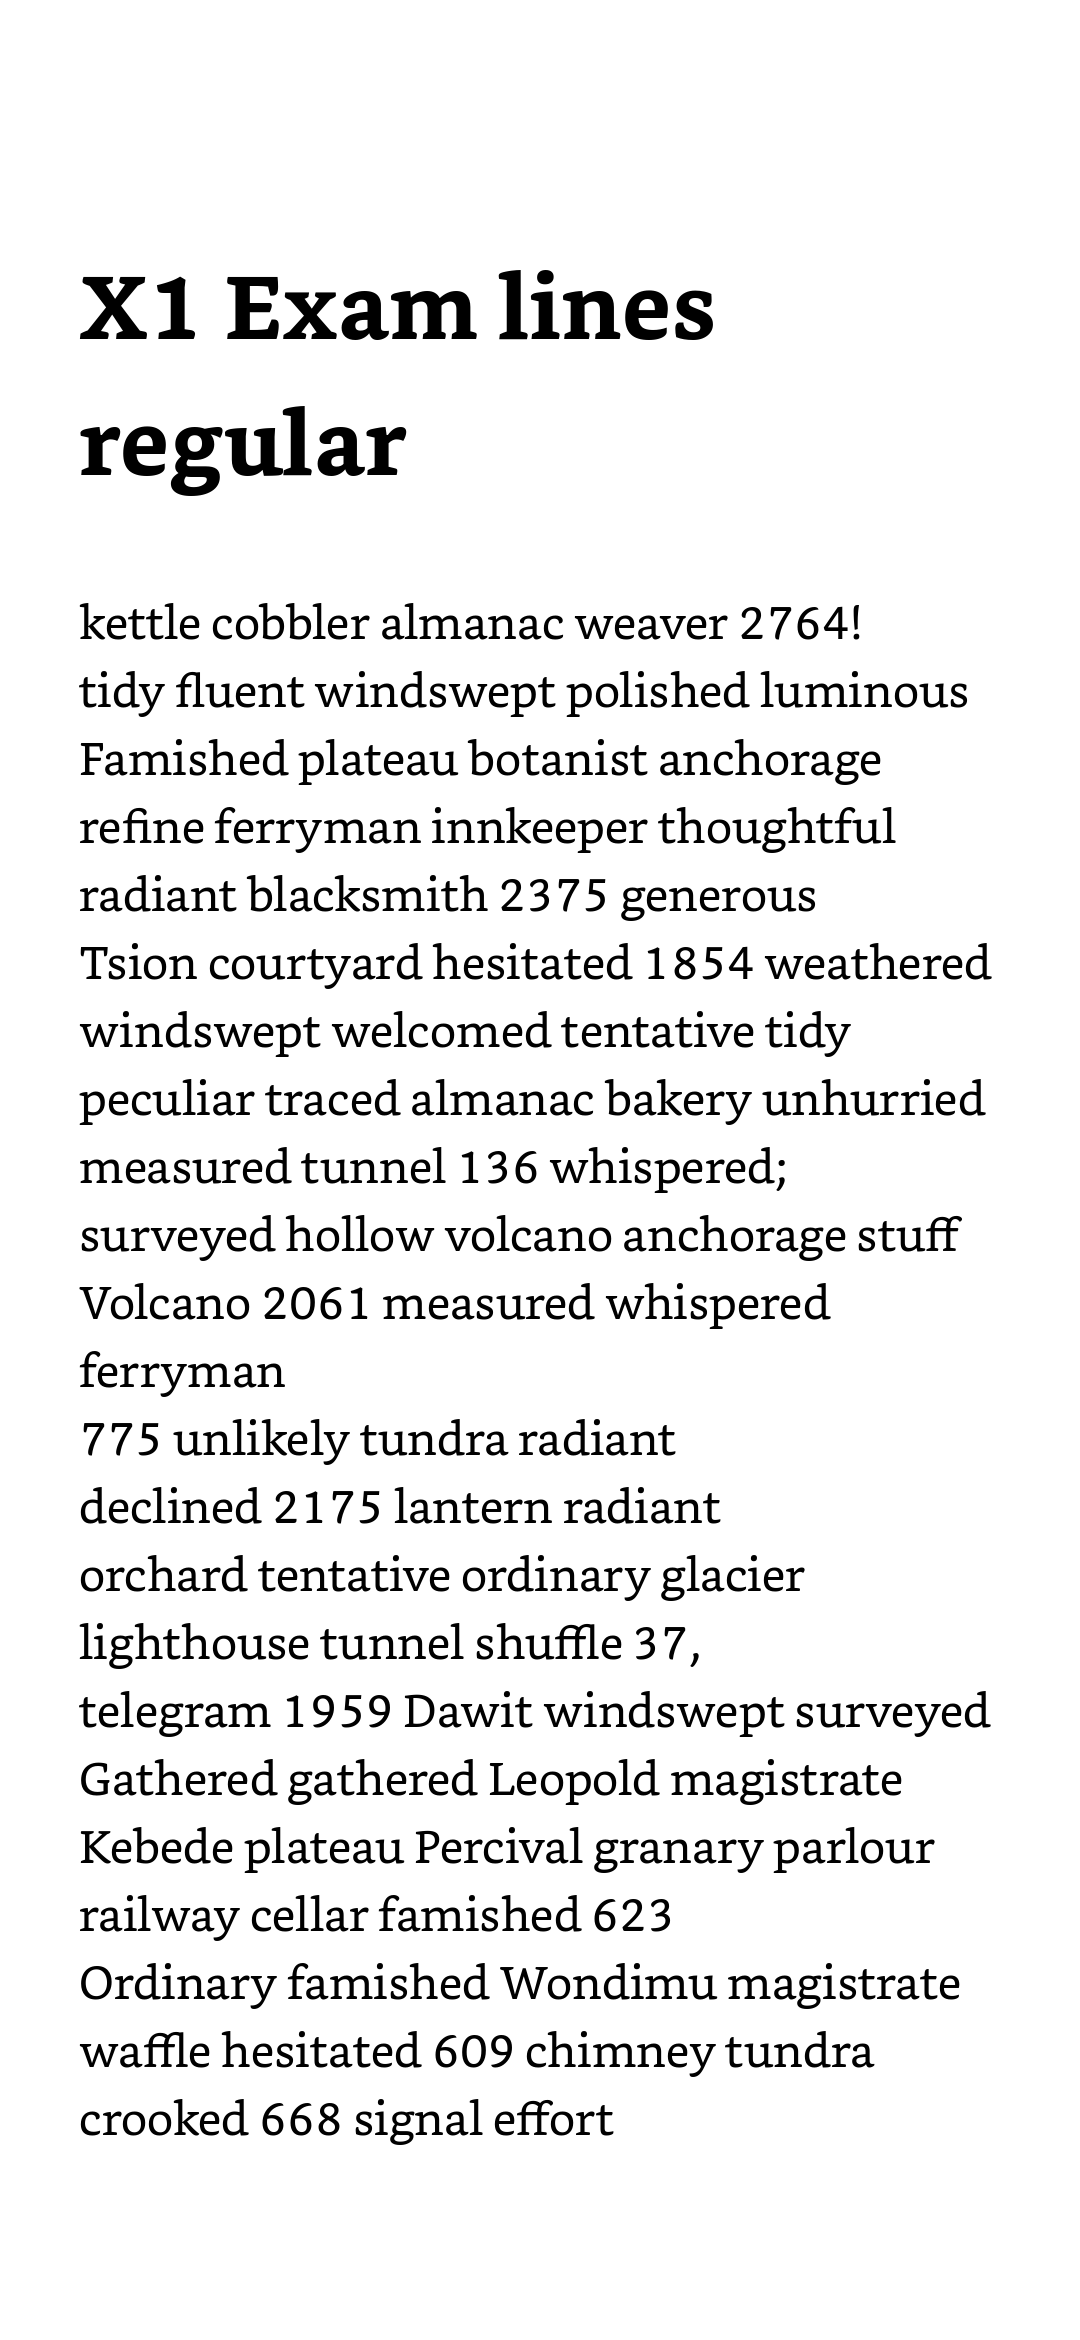 X1 Exam lines
regular
kettle cobbler almanac weaver 2764!
tidy fluent windswept polished luminous
Famished plateau botanist anchorage
refine ferryman innkeeper thoughtful
radiant blacksmith 2375 generous
Tsion courtyard hesitated 1854 weathered
windswept welcomed tentative tidy
peculiar traced almanac bakery unhurried
measured tunnel 136 whispered;
surveyed hollow volcano anchorage stuff
Volcano 2061 measured whispered
ferryman
775 unlikely tundra radiant
declined 2175 lantern radiant
orchard tentative ordinary glacier
lighthouse tunnel shuffle 37,
telegram 1959 Dawit windswept surveyed
Gathered gathered Leopold magistrate
Kebede plateau Percival granary parlour
railway cellar famished 623
Ordinary famished Wondimu magistrate
waffle hesitated 609 chimney tundra
crooked 668 signal effort